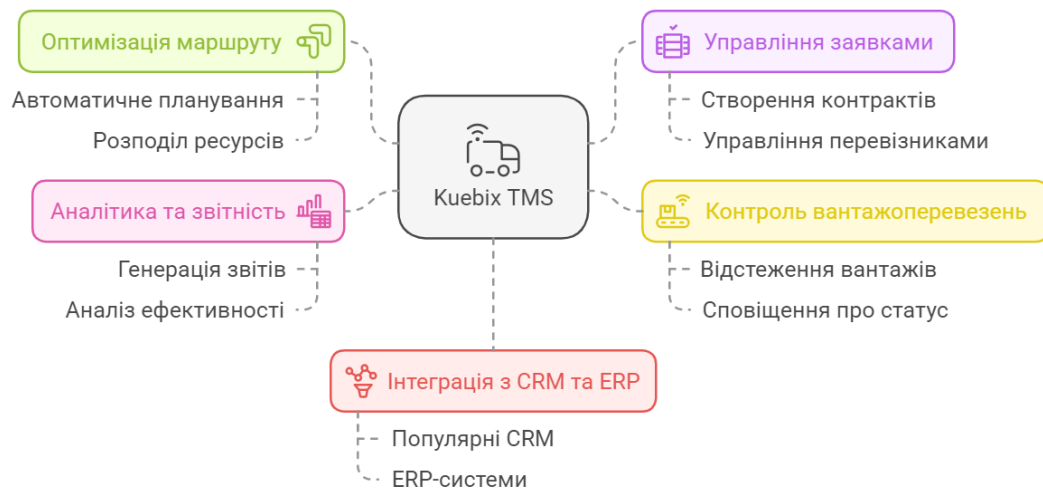 Оптимізація маршруту
Автоматичне планування
Розподіл ресурсів
Управління заявками
Створення контрактів
Управління перевізниками
Kuebix TMS
Аналітика та звітність
Генерація звітів
Аналіз ефективності
Контроль вантажоперевезень
Відстеження вантажів
Сповіщення про статус
Інтеграція з CRM та ERP
Популярні CRM
ERP-системи